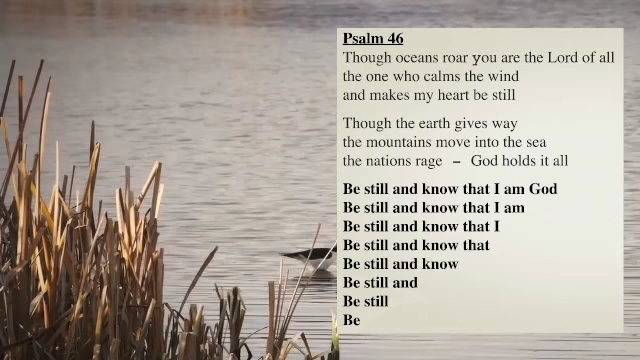 Psalm 46
Though oceans roar you are the Lord of all
the one who calms the wind
and makes my heart be still
Though the earth gives way
the mountains move into the sea
the nations rage – God holds it all
Be still and know that I am God
Be still and know that I am
Be still and know that I
Be still and know that
Be still and know
Be still and
Be still
Be